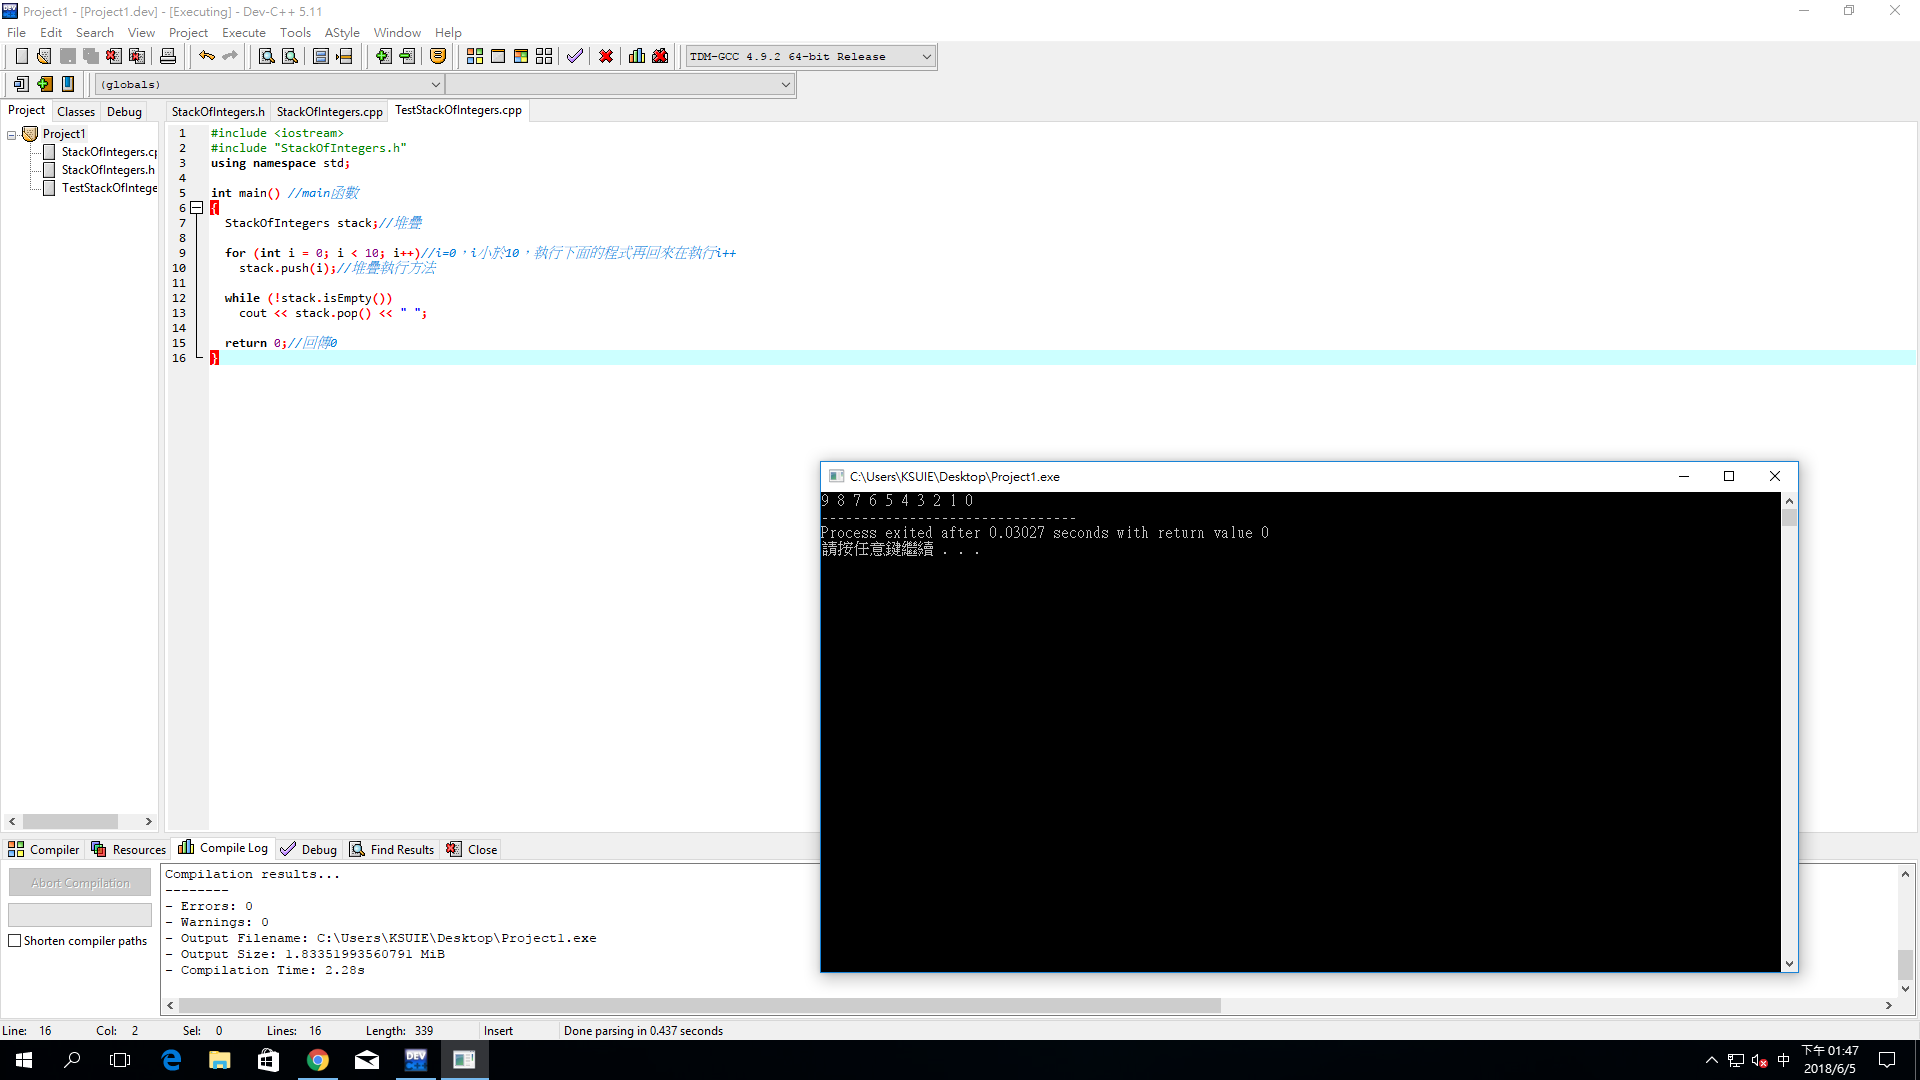 Project1 - [Project1.dev] - [Executing] - Dev-C++ 5.11
File Edit Search View Project Execute Tools AStyle Window Help
TDM-GCC 4.9.2 64-bit Release
(globals)
Project Classes Debug
StackOfIntegers.h StackOfIntegers.cpp TestStackOfIntegers.cpp
Project1
StackOfIntegers.cp
StackOfIntegers.h
TestStackOfIntege
1 #include <iostream>
2 #include "StackOfIntegers.h"
3 using namespace std;
4
5 int main() //main函數
6 {
7 StackOfIntegers stack;//堆疊
8
9 for (int i = 0; i < 10; i++)//i=0，i小於10，執行下面的程式再回來在執行i++
10 stack.push(i);//堆疊執行方法
11
12 while (!stack.isEmpty())
13 cout << stack.pop() << " ";
14
15 return 0;//回傳0
16 }
C:\Users\KSUIE\Desktop\Project1.exe
9 8 7 6 5 4 3 2 1 0
--------------------------------
Process exited after 0.03027 seconds with return value 0
請按任意鍵繼續 . . .
Compiler Resources Compile Log Debug Find Results Close
Abort Compilation
Shorten compiler paths
Compilation results...
--------
- Errors: 0
- Warnings: 0
- Output Filename: C:\Users\KSUIE\Desktop\Project1.exe
- Output Size: 1.83351993560791 MiB
- Compilation Time: 2.28s
Line: 16 Col: 2 Sel: 0 Lines: 16 Length: 339 Insert Done parsing in 0.437 seconds
DEV
中
下午 01:47
2018/6/5